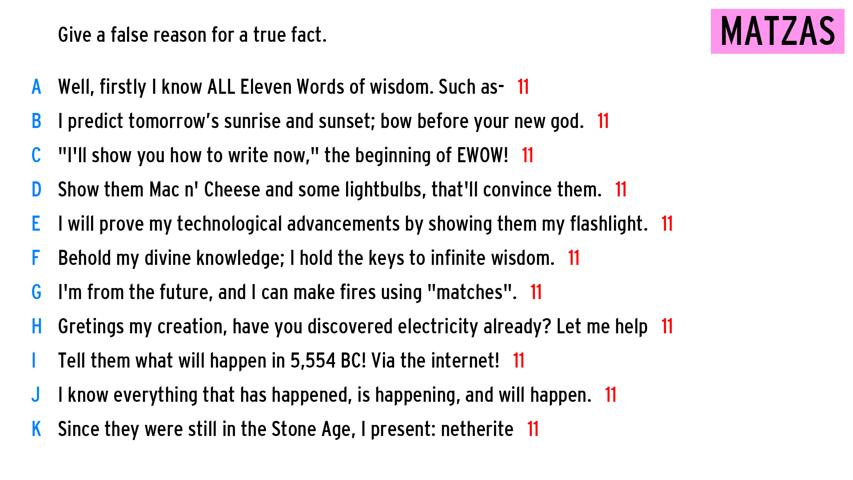 Give a false reason for a true fact.
MATZAS
A Well, firstly I know ALL Eleven Words of wisdom. Such as- 11
B I predict tomorrow's sunrise and sunset; bow before your new god. 11
C "I'll show you how to write now," the beginning of EWOW! 11
D Show them Mac n' Cheese and some lightbulbs, that'll convince them. 11
E I will prove my technological advancements by showing them my flashlight. 11
F Behold my divine knowledge; I hold the keys to infinite wisdom. 11
G I'm from the future, and I can make fires using "matches". 11
H Gretings my creation, have you discovered electricity already? Let me help 11
I Tell them what will happen in 5,554 BC! Via the internet! 11
J I know everything that has happened, is happening, and will happen. 11
K Since they were still in the Stone Age, I present: netherite 11